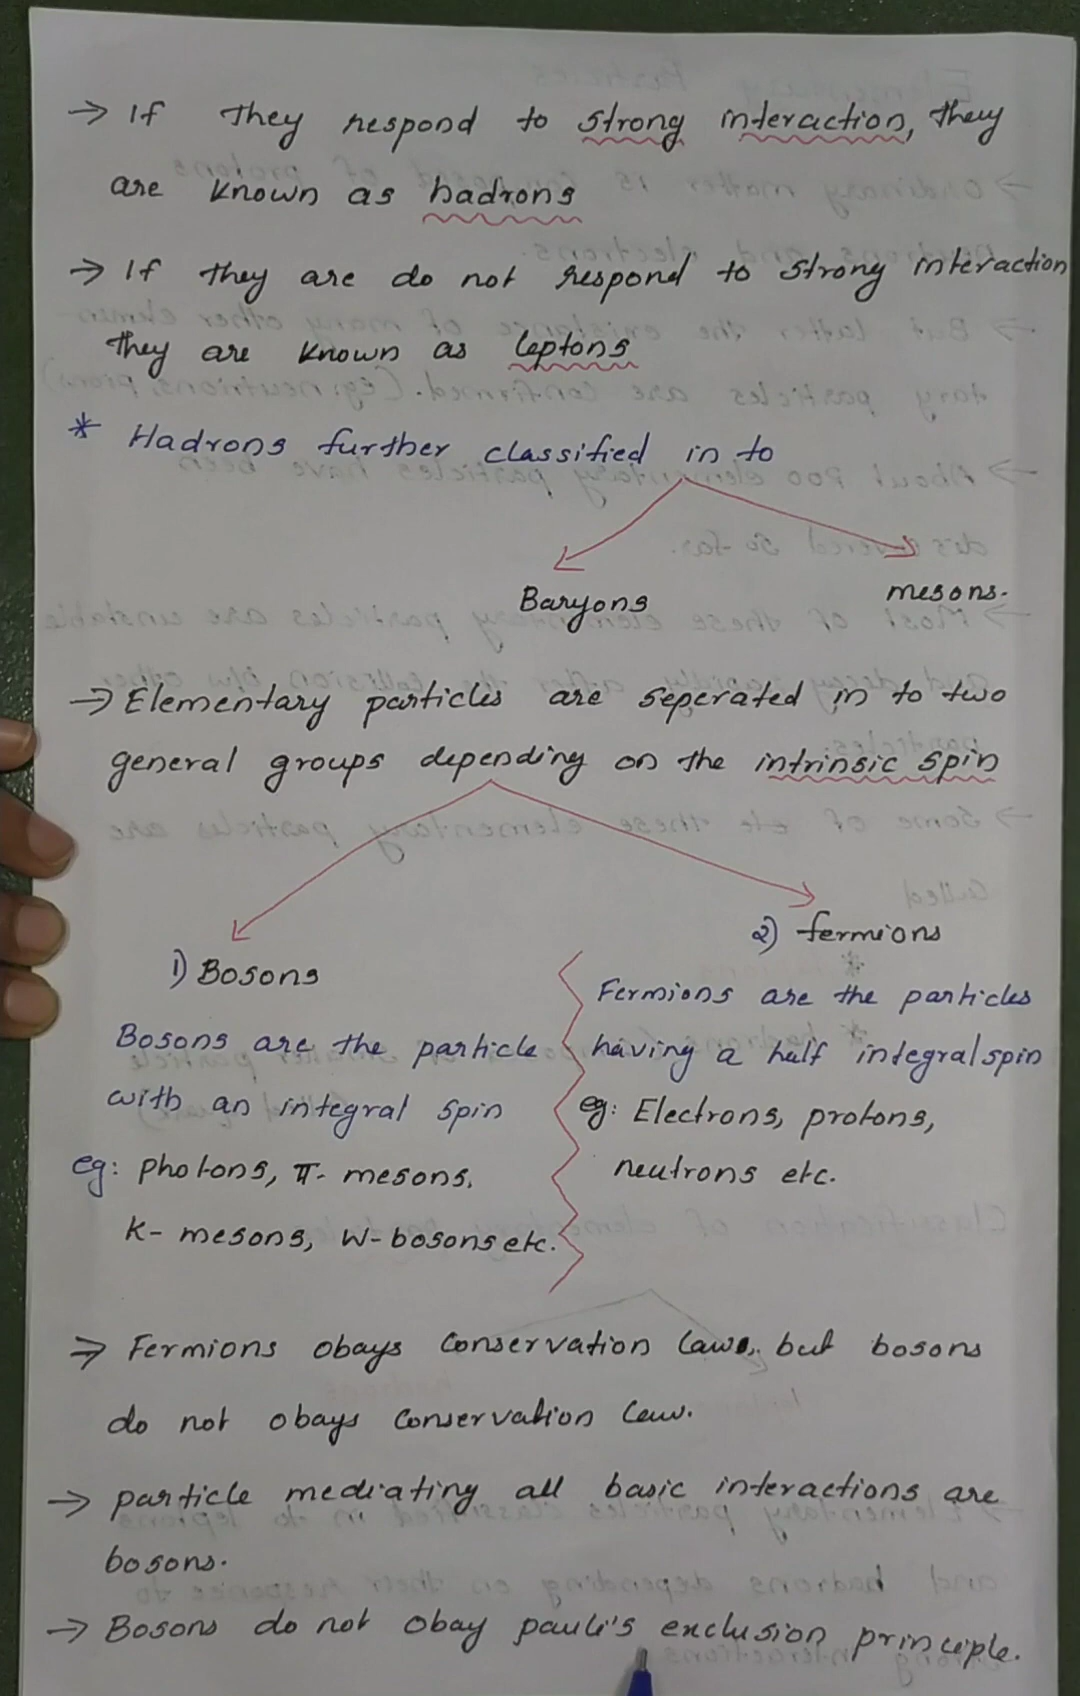 → If they respond to strong interaction, they
are known as hadrons
→ If they are do not respond to strong interaction
they are known as leptons
* Hadrons further classified in to
Baryons
mesons.
→ Elementary particles are seperated in to two
general groups depending on the intrinsic spin
1) Bosons
Bosons are the particle
with an integral spin
eg: photons, π- mesons,
K- mesons, W-bosons etc.
2) fermions
Fermions are the particles
having a half integral spin
eg: Electrons, protons,
neutrons etc.
→ Fermions obays conservation law, but bosons
do not obays conservation law.
→ particle mediating all basic interactions are
bosons.
→ Bosons do not obay pauli's exclusion principle.